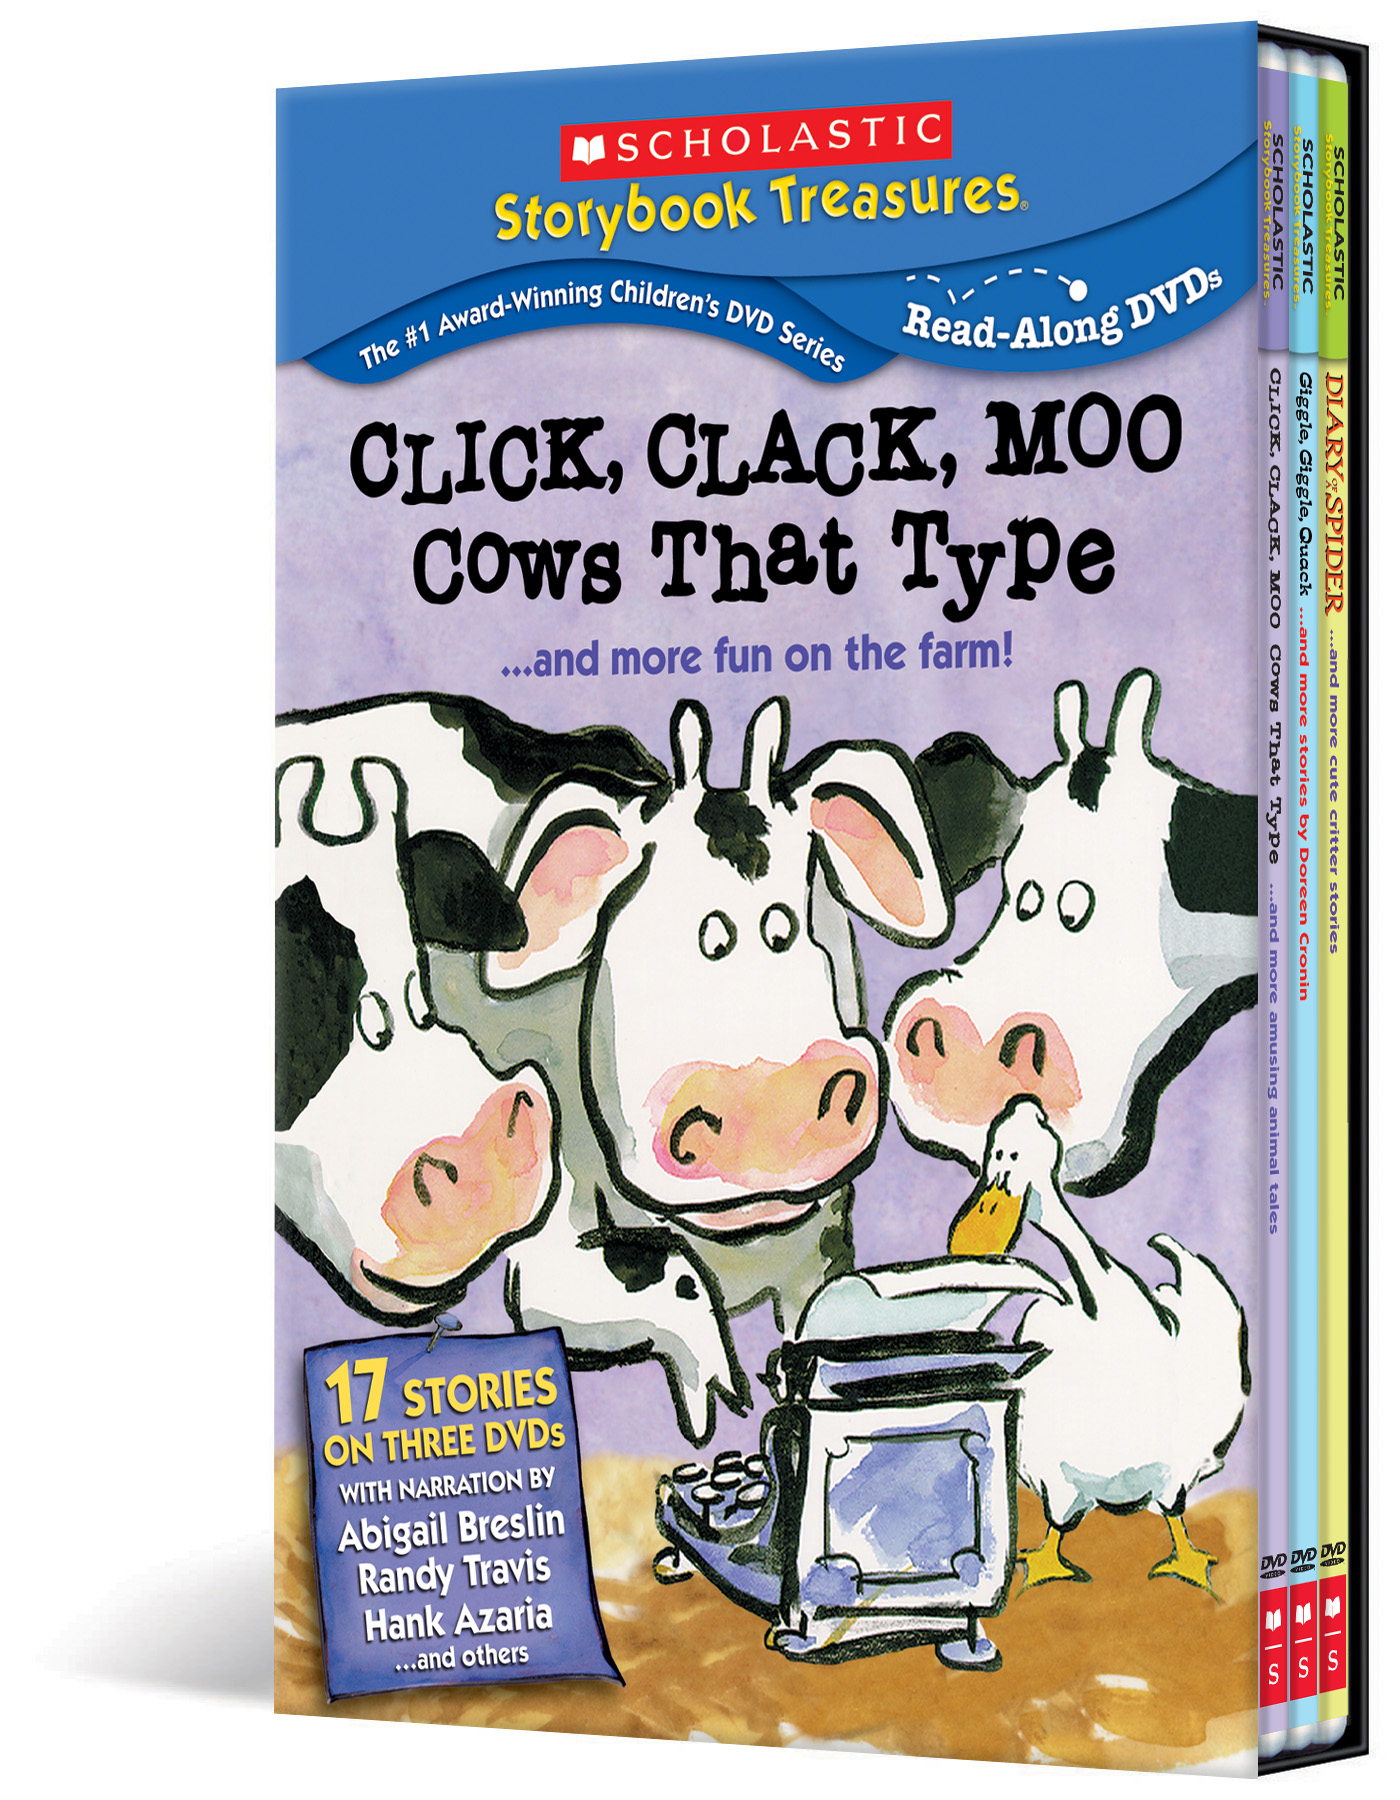 SCHOLASTIC
Storybook Treasures®
The #1 Award-Winning Children's DVD Series
Read-Along DVDs
CLICK, CLACK, MOO
Cows That Type
...and more fun on the farm!
17 STORIES
ON THREE DVDs
WITH NARRATION BY
Abigail Breslin
Randy Travis
Hank Azaria
...and others
SCHOLASTIC
Storybook Treasures
CLICK, CLACK, MOO Cows That Type ...and more amusing animal tales
DVD
VIDEO
S
SCHOLASTIC
Storybook Treasures
Giggle, Giggle, Quack ...and more stories by Doreen Cronin
DVD
VIDEO
S
SCHOLASTIC
Storybook Treasures
DIARY OF A SPIDER ...and more cute critter stories
DVD
VIDEO
S